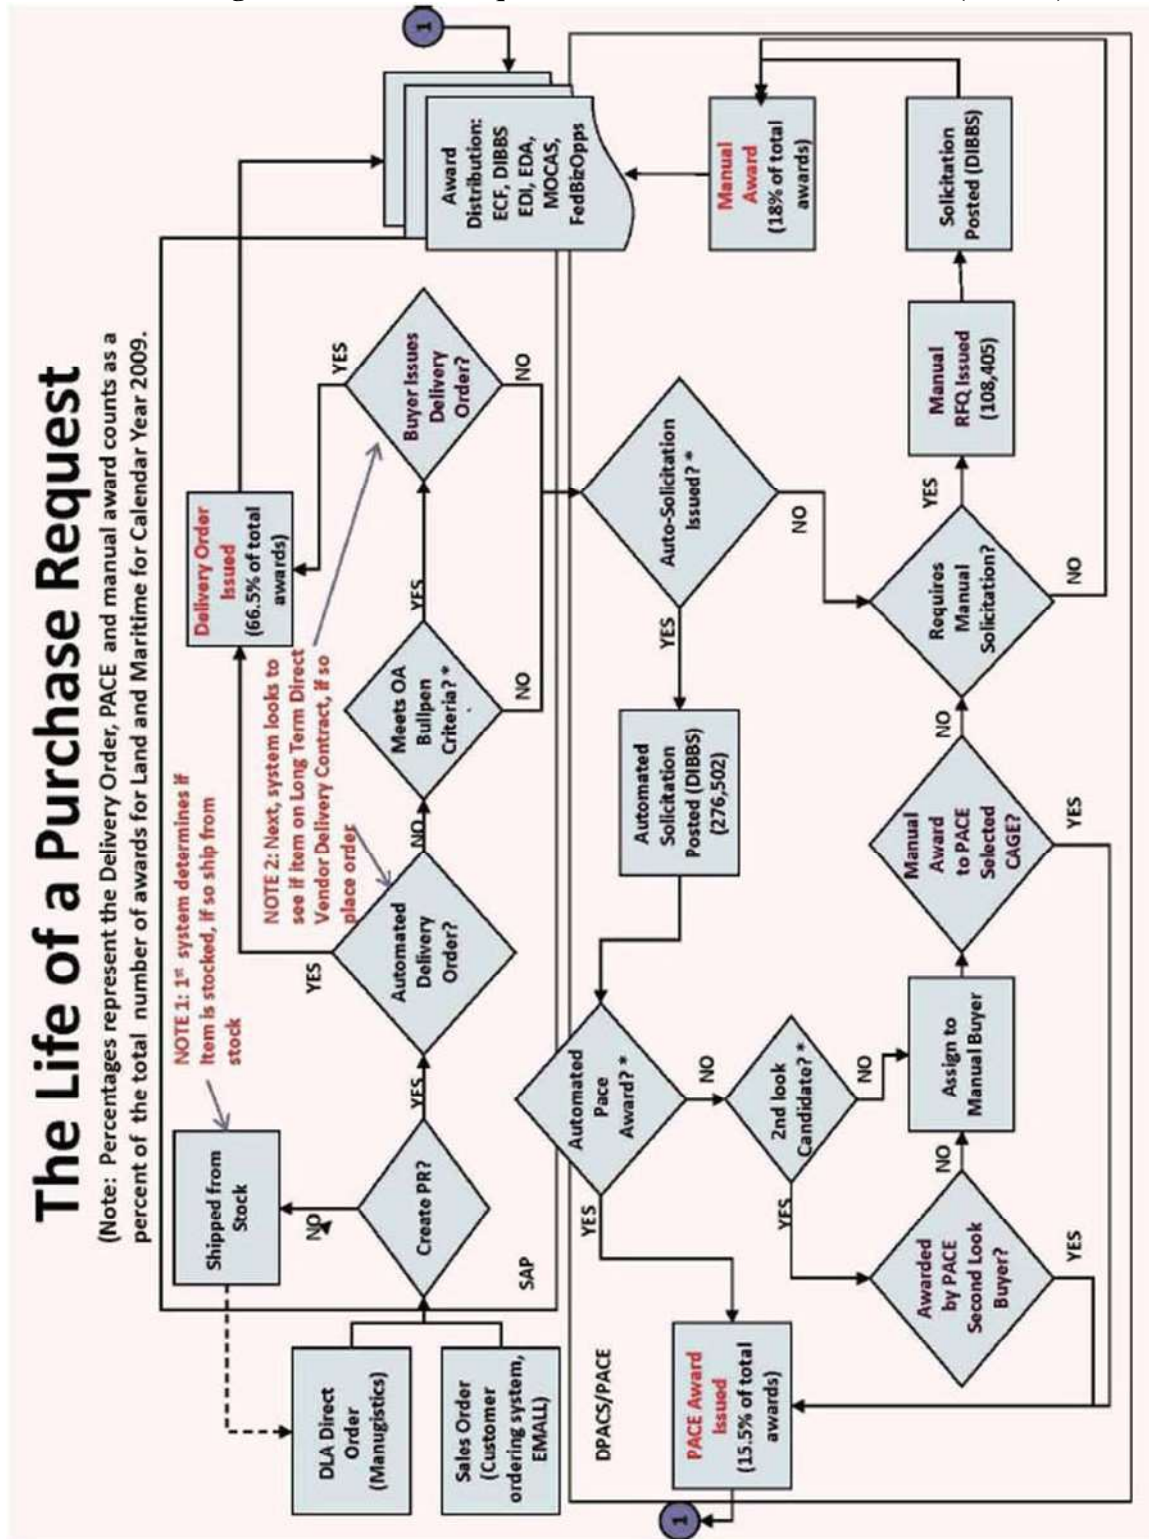 The Life of a Purchase Request
(Note: Percentages represent the Delivery Order, PACE and manual award counts as a
percent of the total number of awards for Land and Maritime for Calendar Year 2009.
NOTE 1: 1st system determines if
Item is stocked, if so ship from
stock
NOTE 2: Next, system looks to
see if item on Long Term Direct
Vendor Delivery Contract, if so
place order
DLA Direct
Order
(Manugistics)
Sales Order
(Customer
ordering system,
EMALL)
Shipped from
Stock
NO
Create PR?
YES
SAP
Automated
Delivery
Order?
YES
NO
Delivery Order
Issued
(66.5% of total
awards)
Meets OA
Bullpen
Criteria? *
YES
NO
Buyer Issues
Delivery
Order?
YES
NO
Award
Distribution:
ECF, DIBBS
EDI, EDA,
MOCAS,
FedBizOpps
1
DPACS/PACE
PACE Award
Issued
(15.5% of total
awards)
1
Automated
Pace
Award? *
YES
NO
2nd look
Candidate? *
YES
NO
Awarded
by PACE
Second Look
Buyer?
NO
YES
Assign to
Manual Buyer
Automated
Solicitation
Posted (DIBBS)
(276,502)
YES
Auto-Solicitation
Issued? *
NO
Manual
Award
to PACE
Selected
CAGE?
NO
YES
Requires
Manual
Solicitation?
YES
NO
Manual
RFQ Issued
(108,405)
Solicitation
Posted (DIBBS)
Manual
Award
(18% of total
awards)